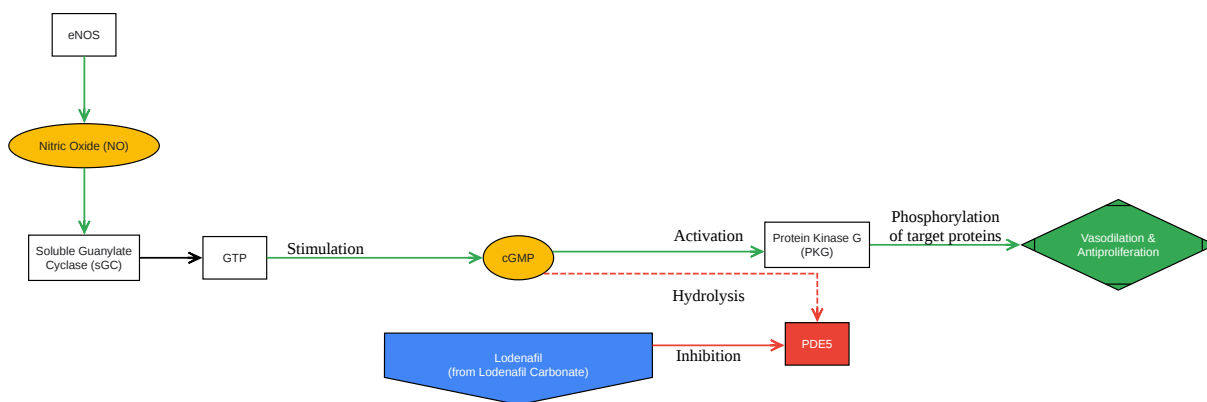 eNOS
Nitric Oxide (NO)
Soluble Guanylate
Cyclase (sGC)
GTP
Stimulation
cGMP
Activation
Protein Kinase G
(PKG)
Phosphorylation
of target proteins
Vasodilation &
Antiproliferation
Hydrolysis
Lodenafil
(from Lodenafil Carbonate)
Inhibition
PDE5